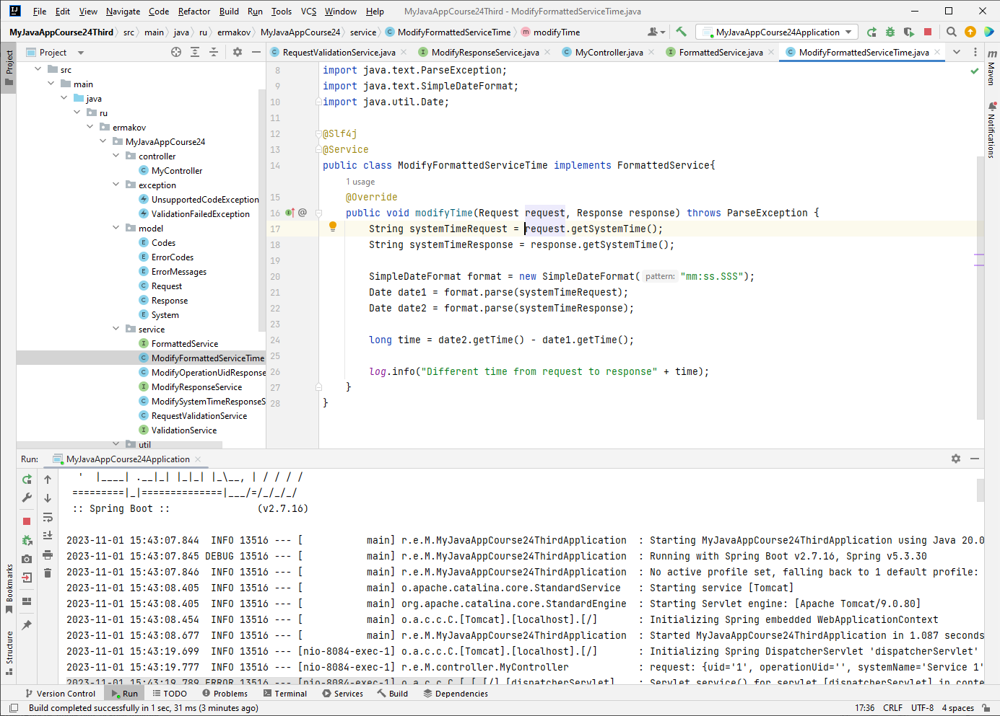 File Edit View Navigate Code Refactor Build Run Tools VCS Window Help MyJavaAppCourse24Third - ModifyFormattedServiceTime.java
MyJavaAppCourse24Third src main java ru ermakov MyJavaAppCourse24 service ModifyFormattedServiceTime modifyTime MyJavaAppCourse24Application
Project RequestValidationService.java ModifyResponseService.java MyController.java FormattedService.java ModifyFormattedServiceTime.java
Project
Maven
Notifications
src
main
java
ru
ermakov
MyJavaAppCourse24
controller
MyController
exception
UnsupportedCodeException
ValidationFailedException
model
Codes
ErrorCodes
ErrorMessages
Request
Response
System
service
FormattedService
ModifyFormattedServiceTime
ModifyOperationUidResponse
ModifyResponseService
ModifySystemTimeResponseS
RequestValidationService
ValidationService
util
8 import java.text.ParseException;
9 import java.text.SimpleDateFormat;
10 import java.util.Date;
11
12 @Slf4j
13 @Service
14 public class ModifyFormattedServiceTime implements FormattedService{
1 usage
15 @Override
16 public void modifyTime(Request request, Response response) throws ParseException {
17 String systemTimeRequest = request.getSystemTime();
18 String systemTimeResponse = response.getSystemTime();
19
20 SimpleDateFormat format = new SimpleDateFormat( pattern: "mm:ss.SSS");
21 Date date1 = format.parse(systemTimeRequest);
22 Date date2 = format.parse(systemTimeResponse);
23
24 long time = date2.getTime() - date1.getTime();
25
26 log.info("Different time from request to response" + time);
27 }
28 }
Run: MyJavaAppCourse24Application
'  |____| .__|_| |_|_| |_\__, | / / / /
=========|_|==============|___/=/_/_/_/
:: Spring Boot :: (v2.7.16)
2023-11-01 15:43:07.844 INFO 13516 --- [ main] r.e.M.MyJavaAppCourse24ThirdApplication : Starting MyJavaAppCourse24ThirdApplication using Java 20.0
2023-11-01 15:43:07.845 DEBUG 13516 --- [ main] r.e.M.MyJavaAppCourse24ThirdApplication : Running with Spring Boot v2.7.16, Spring v5.3.30
2023-11-01 15:43:07.846 INFO 13516 --- [ main] r.e.M.MyJavaAppCourse24ThirdApplication : No active profile set, falling back to 1 default profile:
2023-11-01 15:43:08.405 INFO 13516 --- [ main] o.apache.catalina.core.StandardService : Starting service [Tomcat]
2023-11-01 15:43:08.405 INFO 13516 --- [ main] org.apache.catalina.core.StandardEngine : Starting Servlet engine: [Apache Tomcat/9.0.80]
2023-11-01 15:43:08.454 INFO 13516 --- [ main] o.a.c.c.C.[Tomcat].[localhost].[/] : Initializing Spring embedded WebApplicationContext
2023-11-01 15:43:08.677 INFO 13516 --- [ main] r.e.M.MyJavaAppCourse24ThirdApplication : Started MyJavaAppCourse24ThirdApplication in 1.087 seconds
2023-11-01 15:43:19.699 INFO 13516 --- [nio-8084-exec-1] o.a.c.c.C.[Tomcat].[localhost].[/] : Initializing Spring DispatcherServlet 'dispatcherServlet'
2023-11-01 15:43:19.777 INFO 13516 --- [nio-8084-exec-1] r.e.M.controller.MyController : request: {uid='1', operationUid='', systemName='Service 1'
2023-11-01 15:43:19.789 ERROR 13516 --- [nio-8084-exec-1] o.a.c.c.C.[.[.[/].[dispatcherServlet] : Servlet.service() for servlet [dispatcherServlet] in conte
Bookmarks
Structure
Version Control Run TODO Problems Terminal Services Build Dependencies
Build completed successfully in 1 sec, 31 ms (3 minutes ago) 17:36 CRLF UTF-8 4 spaces